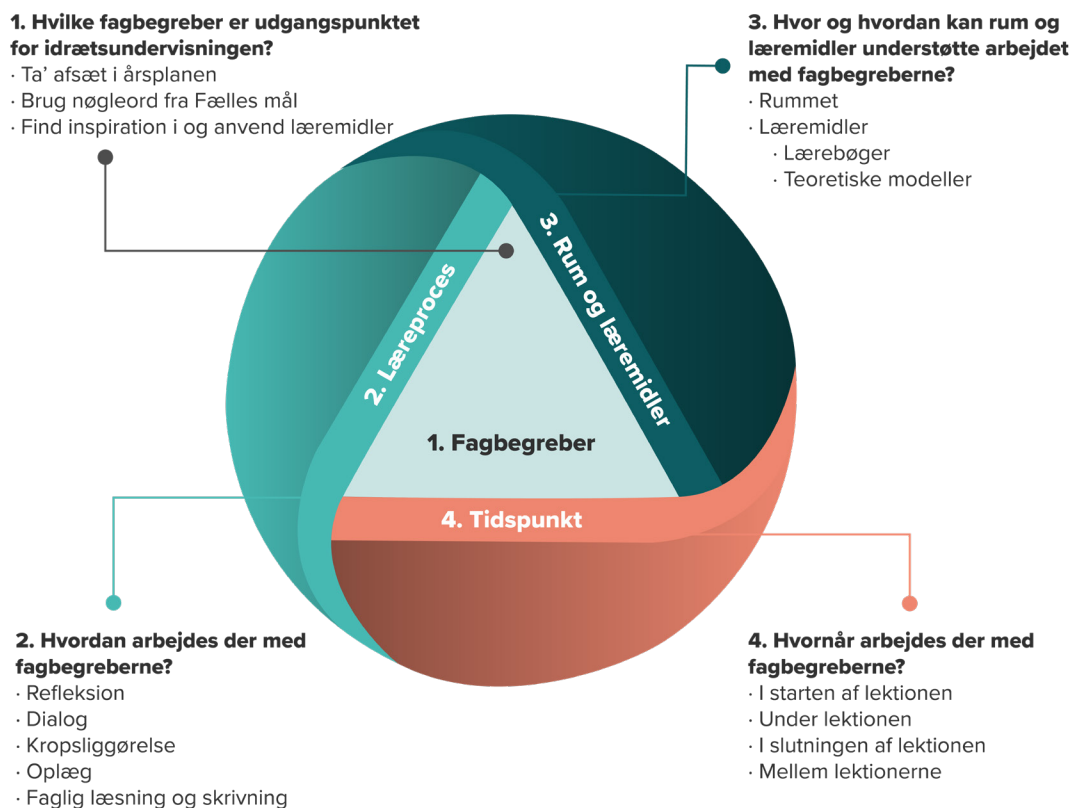 1. Hvilke fagbegreber er udgangspunktet
for idrætsundervisningen?
· Ta’ afsæt i årsplanen
· Brug nøgleord fra Fælles mål
· Find inspiration i og anvend læremidler
3. Hvor og hvordan kan rum og
læremidler understøtte arbejdet
med fagbegreberne?
· Rummet
· Læremidler
· Lærebøger
· Teoretiske modeller
2. Læreproces
3. Rum og læremidler
1. Fagbegreber
4. Tidspunkt
2. Hvordan arbejdes der med
fagbegreberne?
· Refleksion
· Dialog
· Kropsliggørelse
· Oplæg
· Faglig læsning og skrivning
4. Hvornår arbejdes der med
fagbegreberne?
· I starten af lektionen
· Under lektionen
· I slutningen af lektionen
· Mellem lektionerne